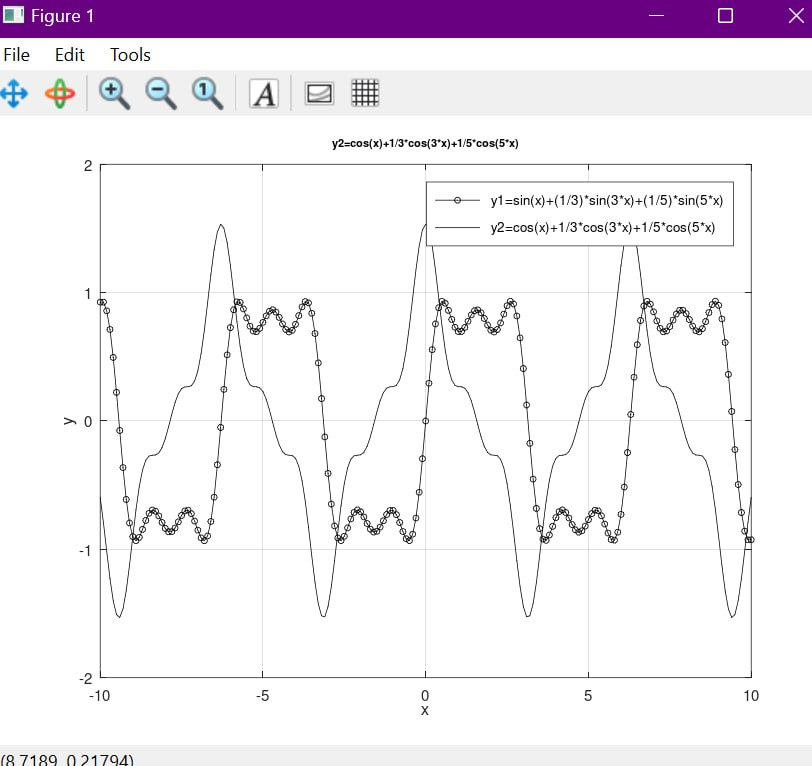 Figure 1
File Edit Tools
1 A
y2=cos(x)+1/3*cos(3*x)+1/5*cos(5*x)
y1=sin(x)+(1/3)*sin(3*x)+(1/5)*sin(5*x)
y2=cos(x)+1/3*cos(3*x)+1/5*cos(5*x)
2
1
0
-1
-2
y
-10 -5 0 5 10
x
(8.7189, 0.21794)